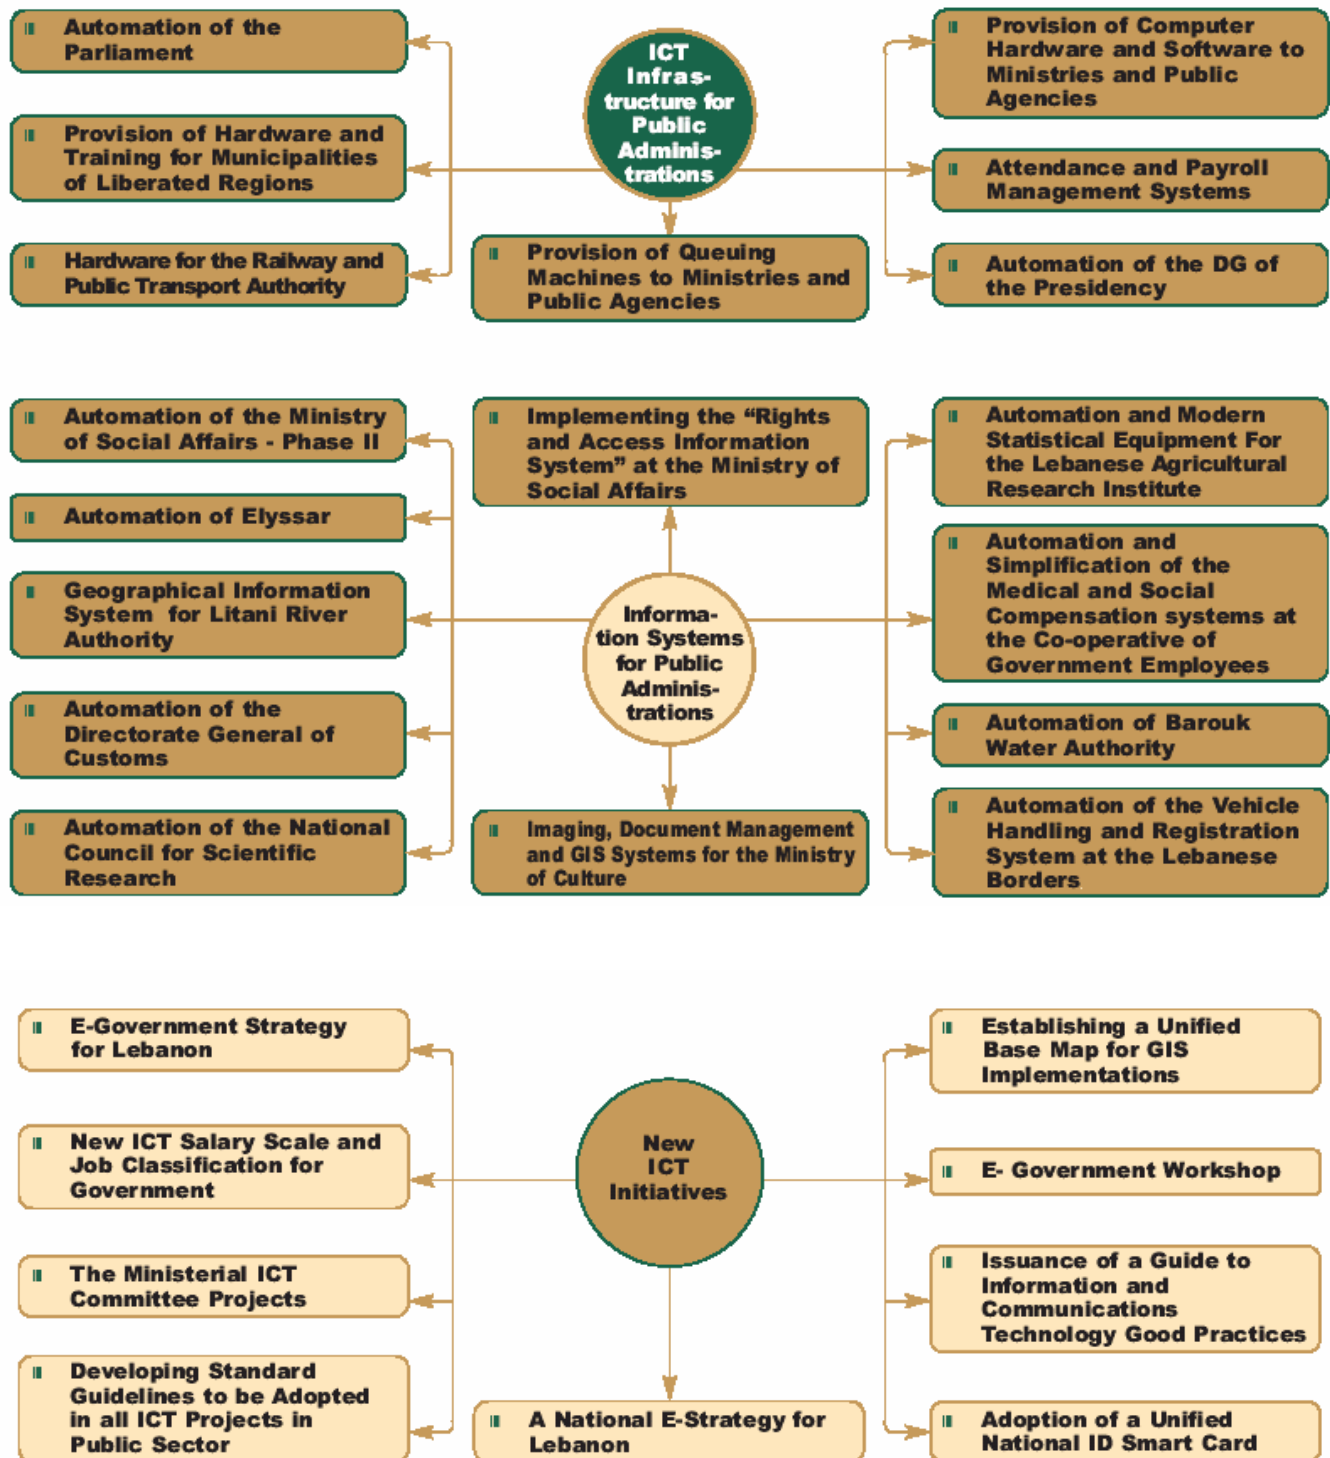 Automation of the
Parliament
Provision of Hardware and
Training for Municipalities
of Liberated Regions
Hardware for the Railway and
Public Transport Authority
ICT
Infras-
tructure for
Public
Adminis-
trations
Provision of Queuing
Machines to Ministries and
Public Agencies
Provision of Computer
Hardware and Software to
Ministries and Public
Agencies
Attendance and Payroll
Management Systems
Automation of the DG of
the Presidency
Automation of the Ministry
of Social Affairs - Phase II
Automation of Elyssar
Geographical Information
System for Litani River
Authority
Automation of the
Directorate General of
Customs
Automation of the National
Council for Scientific
Research
Implementing the “Rights
and Access Information
System” at the Ministry of
Social Affairs
Informa-
tion Systems
for Public
Adminis-
trations
Imaging, Document Management
and GIS Systems for the Ministry
of Culture
Automation and Modern
Statistical Equipment For
the Lebanese Agricultural
Research Institute
Automation and
Simplification of the
Medical and Social
Compensation systems at
the Co-operative of
Government Employees
Automation of Barouk
Water Authority
Automation of the Vehicle
Handling and Registration
System at the Lebanese
Borders
E-Government Strategy
for Lebanon
New ICT Salary Scale and
Job Classification for
Government
The Ministerial ICT
Committee Projects
Developing Standard
Guidelines to be Adopted
in all ICT Projects in
Public Sector
New
ICT
Initiatives
A National E-Strategy for
Lebanon
Establishing a Unified
Base Map for GIS
Implementations
E- Government Workshop
Issuance of a Guide to
Information and
Communications
Technology Good Practices
Adoption of a Unified
National ID Smart Card